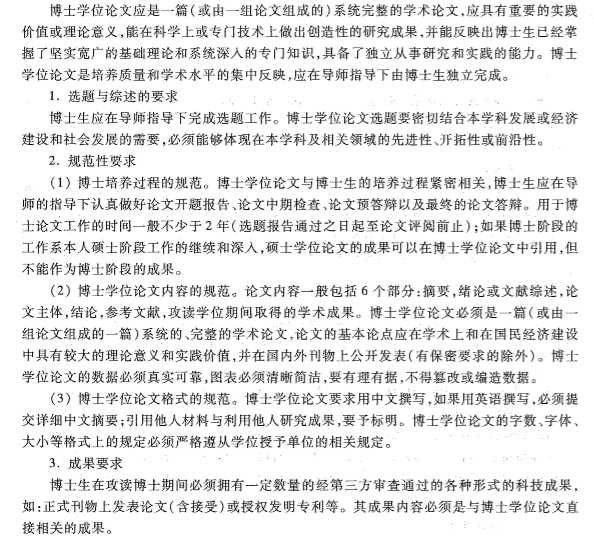 博士学位论文应是一篇(或由一组论文组成的)系统完整的学术论文,应具有重要的实践
价值或理论意义,能在科学上或专门技术上做出创造性的研究成果,并能反映出博士生已经掌
握了坚实宽广的基础理论和系统深入的专门知识,具备了独立从事研究和实践的能力。博士
学位论文是培养质量和学术水平的集中反映,应在导师指导下由博士生独立完成。
1. 选题与综述的要求
博士生应在导师指导下完成选题工作。博士学位论文选题要密切结合本学科发展或经济
建设和社会发展的需要,必须能够体现在本学科及相关领域的先进性、开拓性或前沿性。
2. 规范性要求
(1) 博士培养过程的规范。博士学位论文与博士生的培养过程紧密相关,博士生应在导
师的指导下认真做好论文开题报告、论文中期检查、论文预答辩以及最终的论文答辩。用于博
士论文工作的时间一般不少于 2 年(选题报告通过之日起至论文评阅前止);如果博士阶段的
工作系本人硕士阶段工作的继续和深入,硕士学位论文的成果可以在博士学位论文中引用,但
不能作为博士阶段的成果。
(2) 博士学位论文内容的规范。论文内容一般包括 6 个部分:摘要,绪论或文献综述,论
文主体,结论,参考文献,攻读学位期间取得的学术成果。博士学位论文必须是一篇(或由一
组论文组成的一篇)系统的、完整的学术论文,论文的基本论点应在学术上和在国民经济建设
中具有较大的理论意义和实践价值,并在国内外刊物上公开发表(有保密要求的除外)。博士
学位论文的数据必须真实可靠,图表必须清晰简洁,要有理有据,不得篡改或编造数据。
(3) 博士学位论文格式的规范。博士学位论文要求用中文撰写,如果用英语撰写,必须提
交详细中文摘要;引用他人材料与利用他人研究成果,要予标明。博士学位论文的字数、字体、
大小等格式上的规定必须严格遵从学位授予单位的相关规定。
3. 成果要求
博士生在攻读博士期间必须拥有一定数量的经第三方审查通过的各种形式的科技成果,
如:正式刊物上发表论文(含接受)或授权发明专利等。其成果内容必须是与博士学位论文直
接相关的成果。